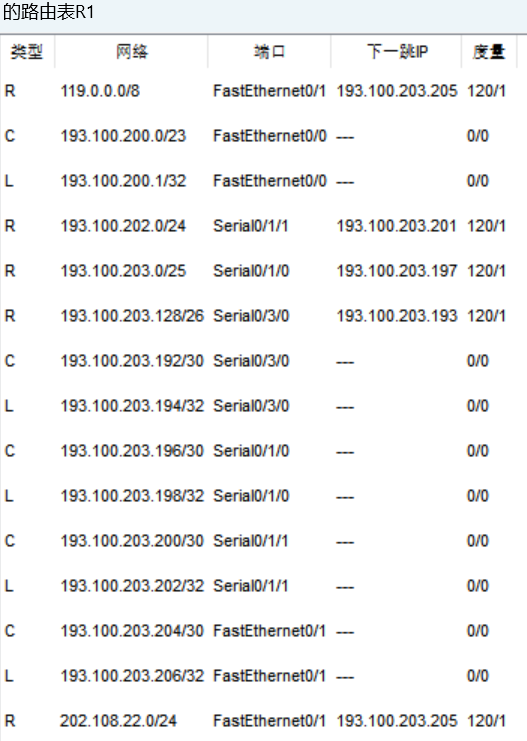 的路由表R1
类型 网络 端口 下一跳IP 度量
R 119.0.0.0/8 FastEthernet0/1 193.100.203.205 120/1
C 193.100.200.0/23 FastEthernet0/0 --- 0/0
L 193.100.200.1/32 FastEthernet0/0 --- 0/0
R 193.100.202.0/24 Serial0/1/1 193.100.203.201 120/1
R 193.100.203.0/25 Serial0/1/0 193.100.203.197 120/1
R 193.100.203.128/26 Serial0/3/0 193.100.203.193 120/1
C 193.100.203.192/30 Serial0/3/0 --- 0/0
L 193.100.203.194/32 Serial0/3/0 --- 0/0
C 193.100.203.196/30 Serial0/1/0 --- 0/0
L 193.100.203.198/32 Serial0/1/0 --- 0/0
C 193.100.203.200/30 Serial0/1/1 --- 0/0
L 193.100.203.202/32 Serial0/1/1 --- 0/0
C 193.100.203.204/30 FastEthernet0/1 --- 0/0
L 193.100.203.206/32 FastEthernet0/1 --- 0/0
R 202.108.22.0/24 FastEthernet0/1 193.100.203.205 120/1